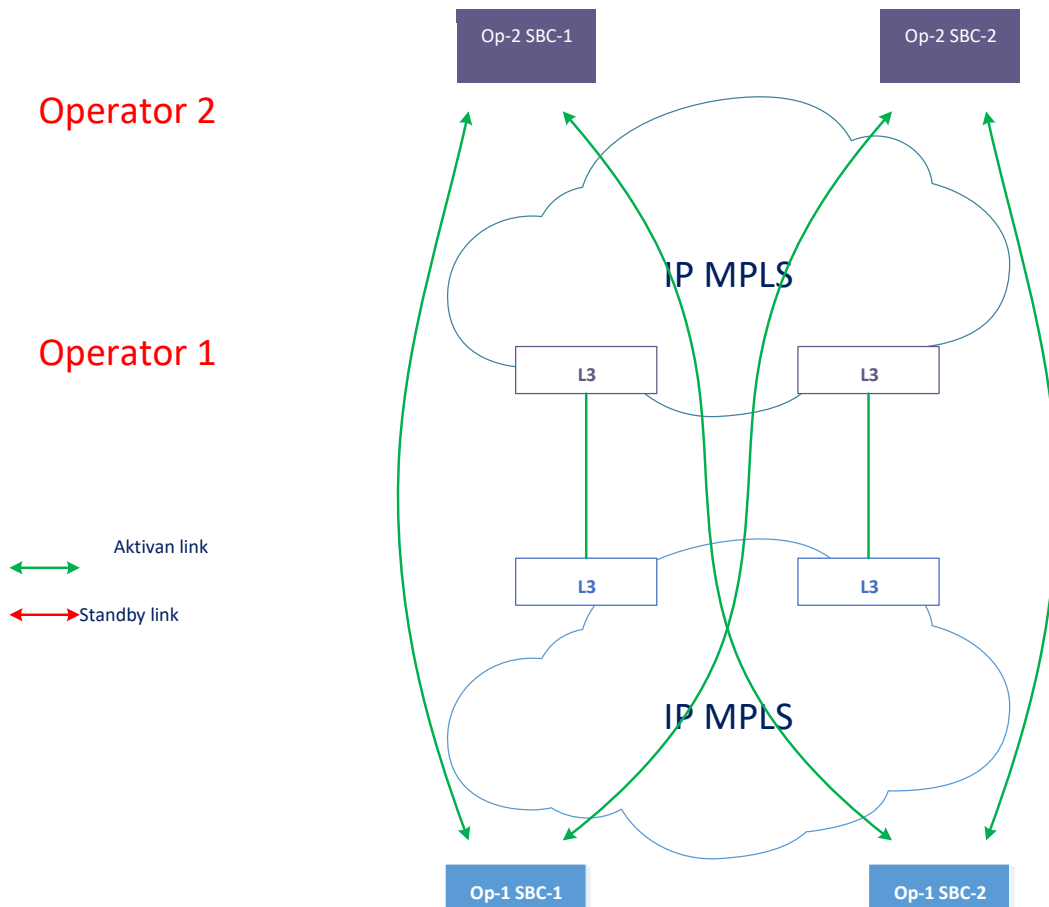 Op-2 SBC-1
Op-2 SBC-2
Operator 2
IP MPLS
Operator 1
L3
L3
Aktivan link
L3
L3
Standby link
IP MPLS
Op-1 SBC-1
Op-1 SBC-2